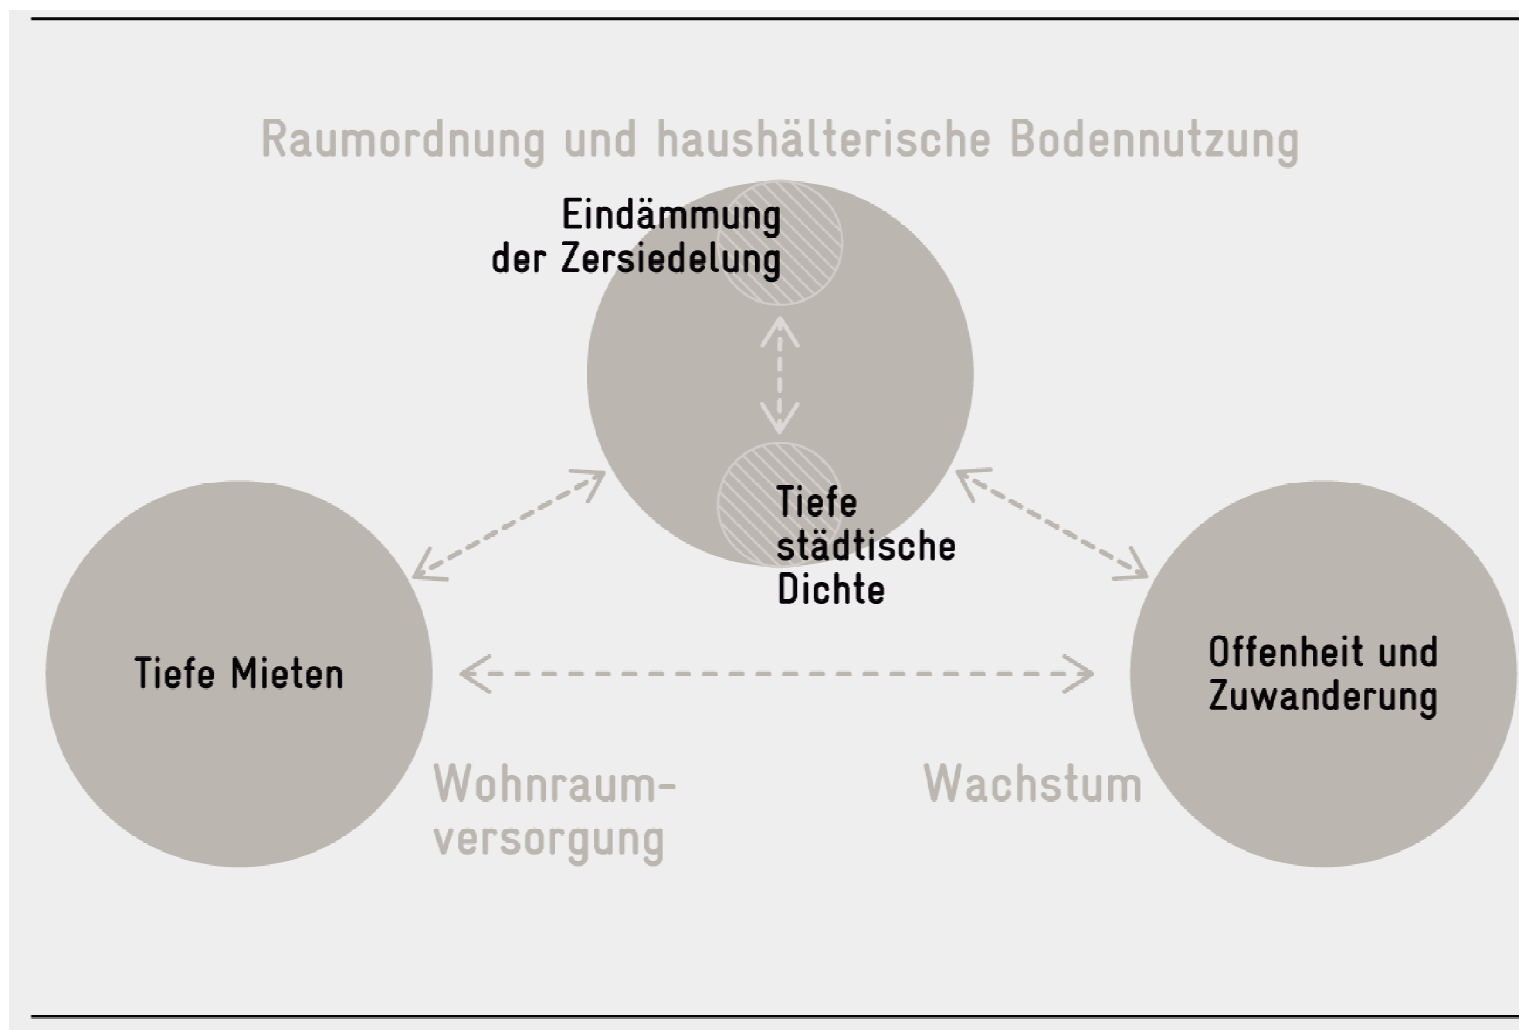 Raumordnung und haushälterische Bodennutzung
Eindämmung
der Zersiedelung
Tiefe
städtische
Dichte
Tiefe Mieten
Offenheit und
Zuwanderung
Wohnraum-
versorgung
Wachstum